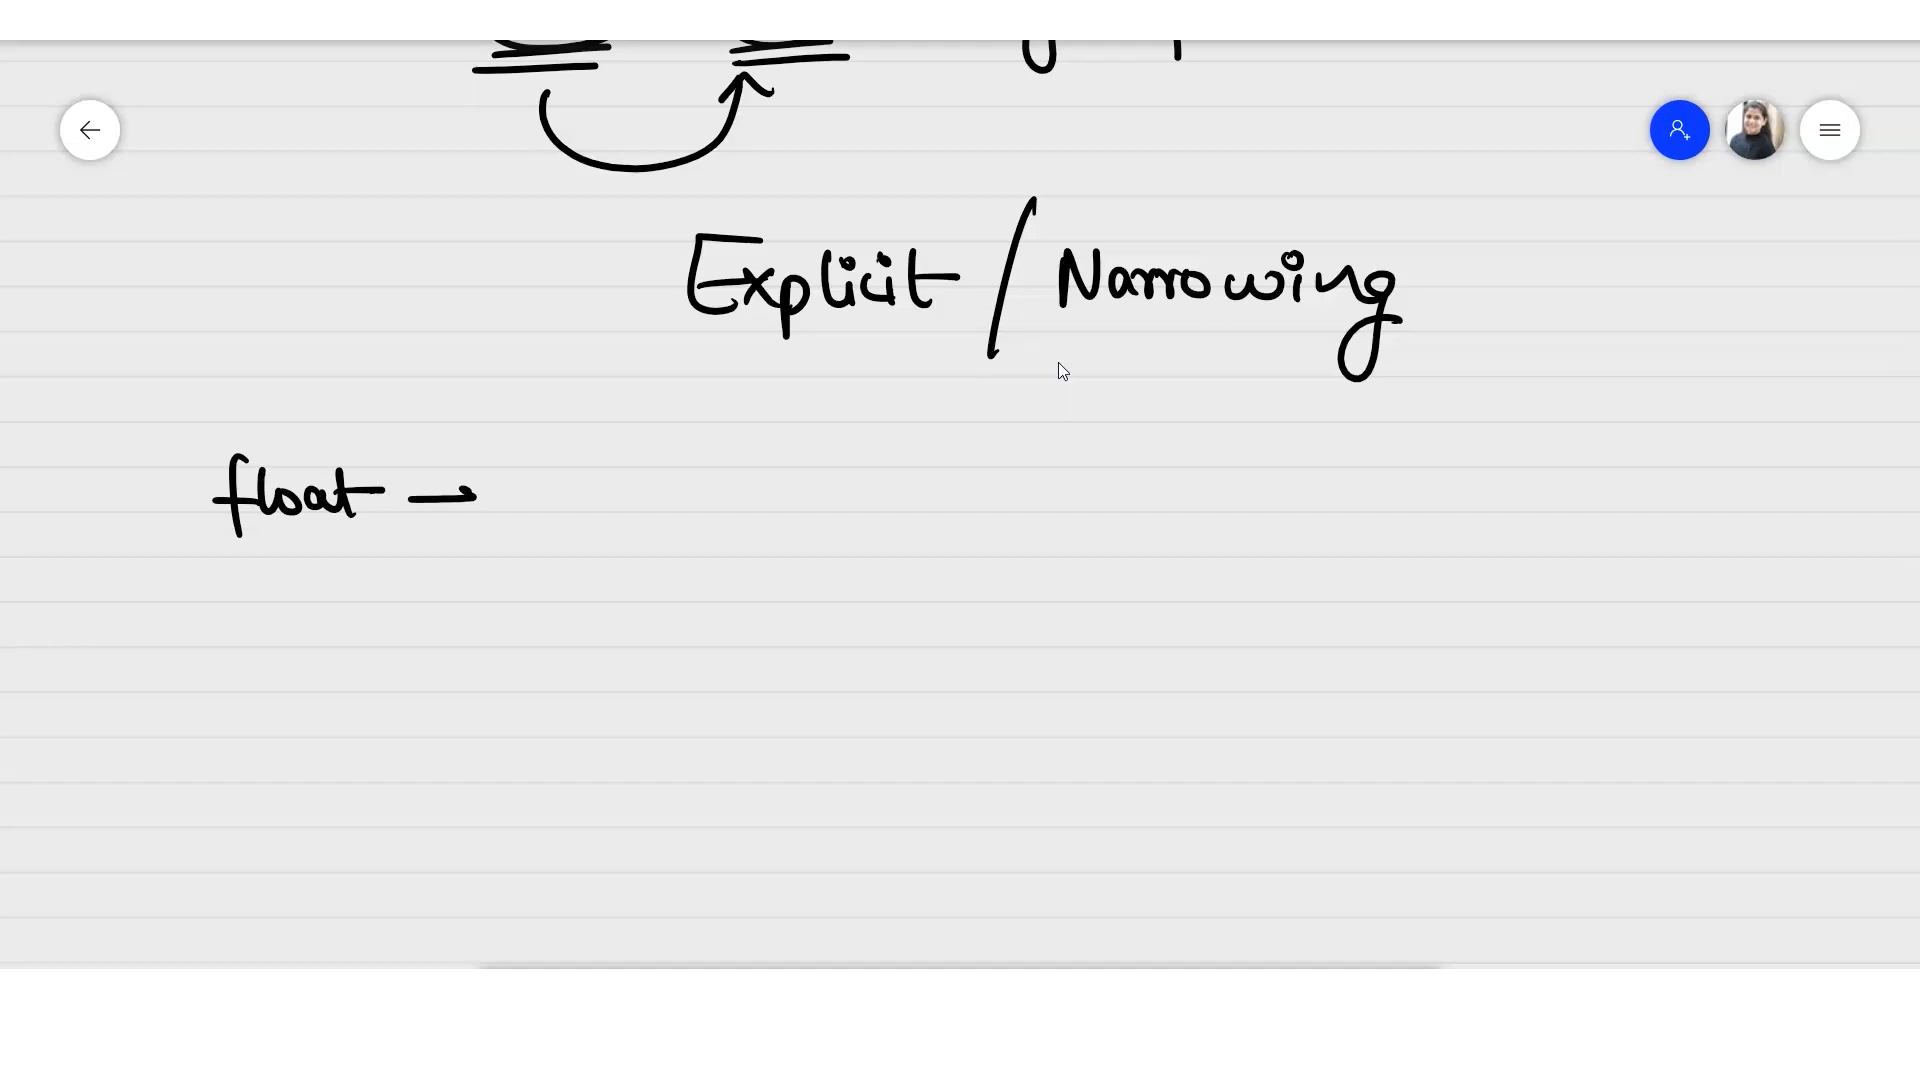 Explicit / Narrowing
float →